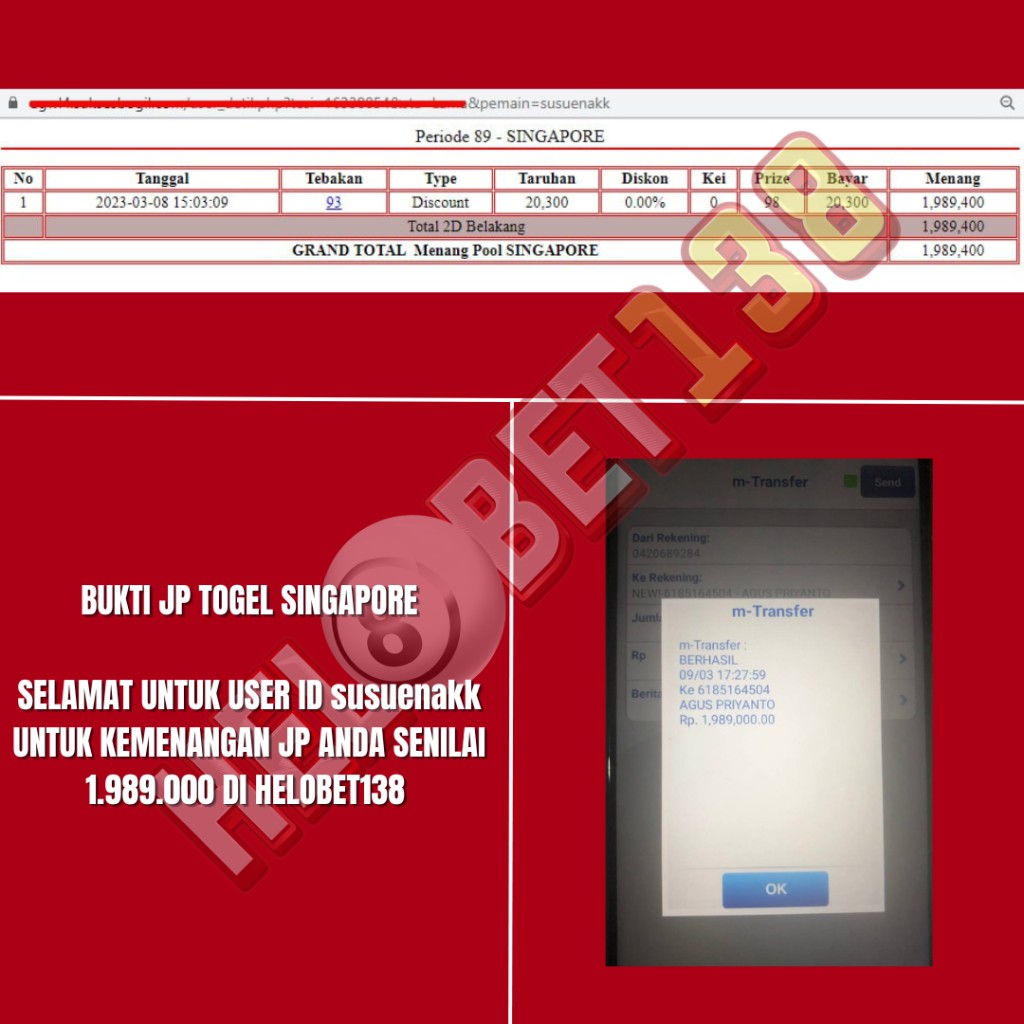 &pemain=susuenakk
Periode 89 - SINGAPORE
No Tanggal Tebakan Type Taruhan Diskon Kei Prize Bayar Menang
1 2023-03-08 15:03:09 93 Discount 20,300 0.00% 0 98 20,300 1,989,400
Total 2D Belakang 1,989,400
GRAND TOTAL Menang Pool SINGAPORE 1,989,400
HELOBET138
8
BUKTI JP TOGEL SINGAPORE
SELAMAT UNTUK USER ID susuenakk
UNTUK KEMENANGAN JP ANDA SENILAI
1.989.000 DI HELOBET138
m-Transfer Send
Dari Rekening:
0420689284
Ke Rekening:
NEW! 6185164504 - AGUS PRIYANTO
Rp
m-Transfer
m-Transfer :
BERHASIL
09/03 17:27:59
Ke 6185164504
AGUS PRIYANTO
Rp. 1,989,000.00
OK